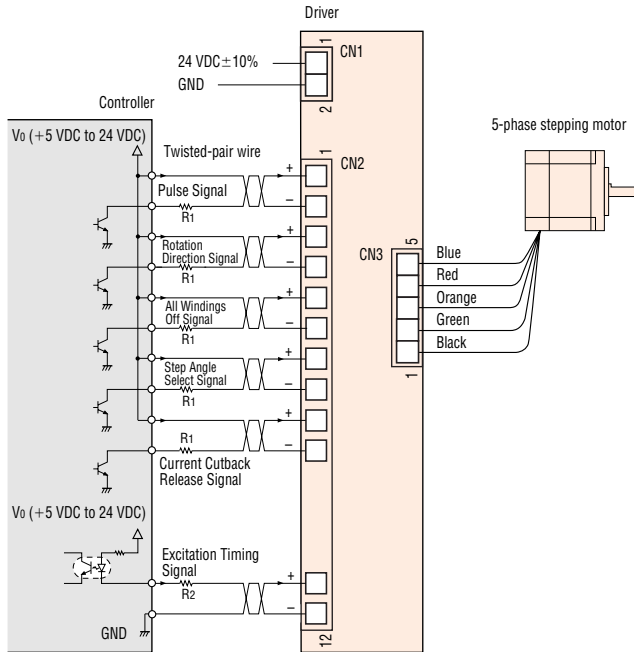 Driver
CN1
1
24 VDC±10%
GND
2
Controller
V0 (+5 VDC to 24 VDC)
Twisted-pair wire
1
CN2
5-phase stepping motor
+
Pulse Signal
−
R1
+
Rotation
Direction Signal
−
R1
CN3
5
Blue
Red
Orange
Green
Black
1
+
All Windings
Off Signal
−
R1
+
Step Angle
Select Signal
−
R1
+
R1
−
Current Cutback
Release Signal
V0 (+5 VDC to 24 VDC)
Excitation Timing
Signal
+
R2
−
GND
12